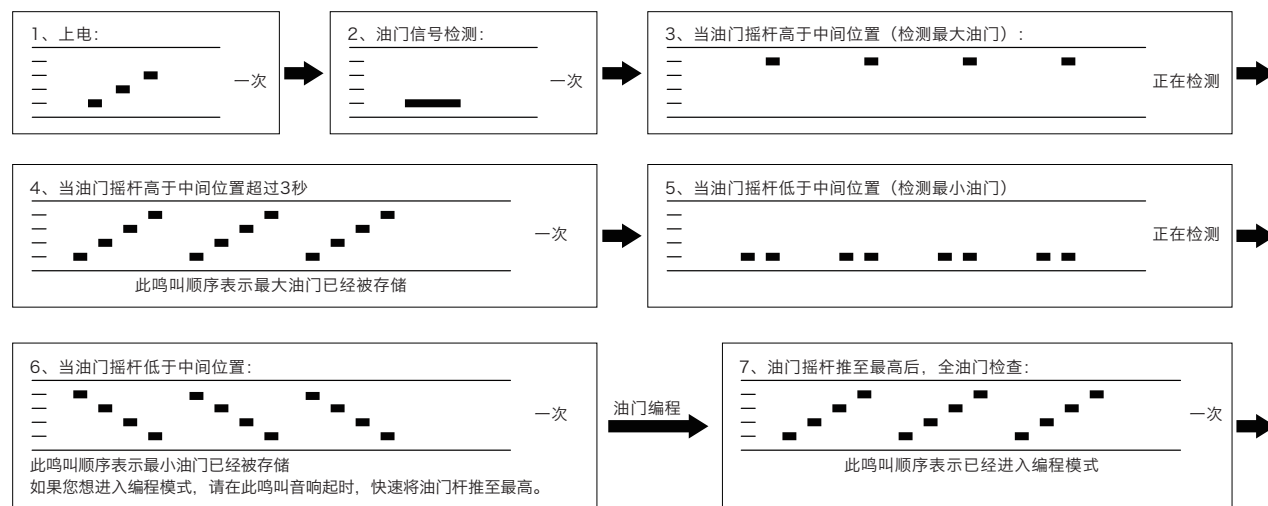 1、上电：
一次
2、油门信号检测：
一次
3、当油门摇杆高于中间位置（检测最大油门）：
正在检测
4、当油门摇杆高于中间位置超过3秒
一次
此鸣叫顺序表示最大油门已经被存储
5、当油门摇杆低于中间位置（检测最小油门）
正在检测
6、当油门摇杆低于中间位置：
一次
此鸣叫顺序表示最小油门已经被存储
如果您想进入编程模式，请在此鸣叫音响起时，快速将油门杆推至最高。
油门编程
7、油门摇杆推至最高后，全油门检查：
一次
此鸣叫顺序表示已经进入编程模式